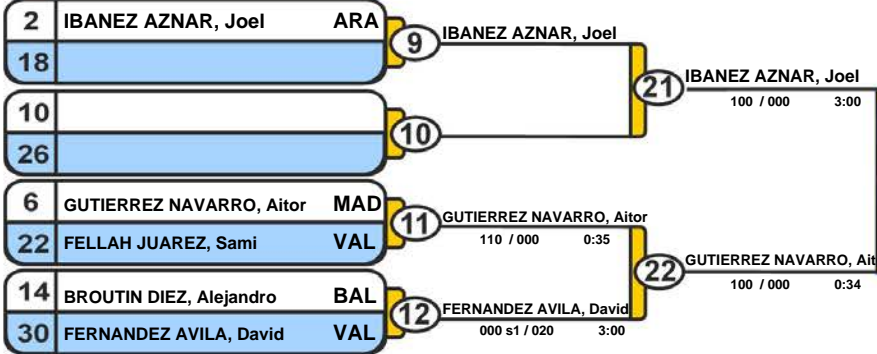 2 IBANEZ AZNAR, Joel ARA
18
9
IBANEZ AZNAR, Joel
10
26
10
21
IBANEZ AZNAR, Joel
100 / 000 3:00
6 GUTIERREZ NAVARRO, Aitor MAD
22 FELLAH JUAREZ, Sami VAL
11
GUTIERREZ NAVARRO, Aitor
110 / 000 0:35
14 BROUTIN DIEZ, Alejandro BAL
30 FERNANDEZ AVILA, David VAL
12
FERNANDEZ AVILA, David
000 s1 / 020 3:00
22
GUTIERREZ NAVARRO, Ait
100 / 000 0:34